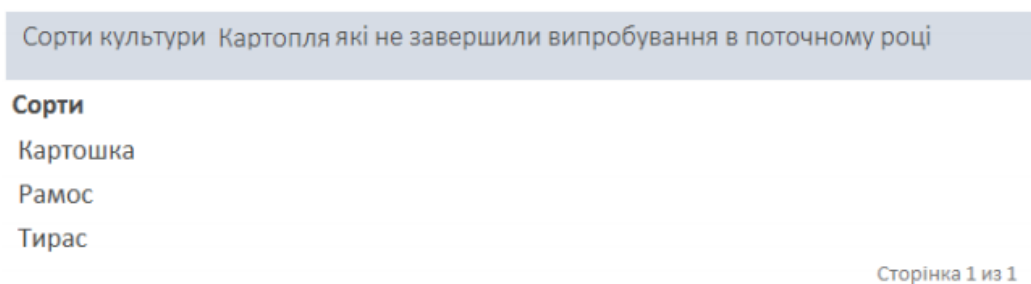 Сорти культури Картопля які не завершили випробування в поточному році
Сорти
Картошка
Рамос
Тирас
Сторінка 1 из 1